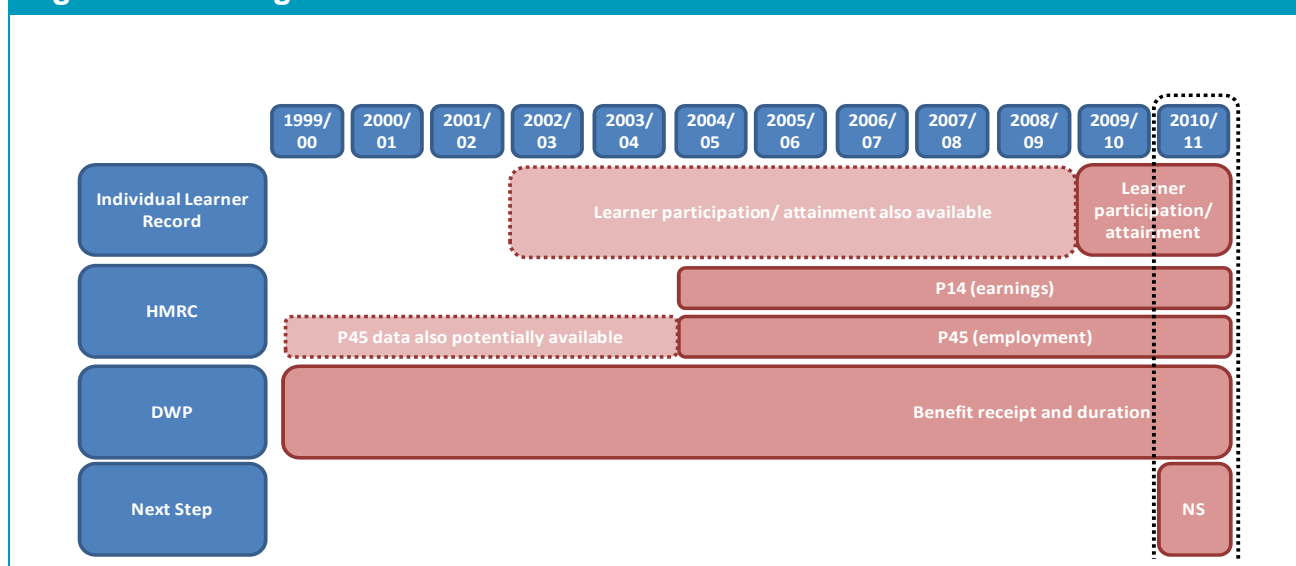 1999/
00
2000/
01
2001/
02
2002/
03
2003/
04
2004/
05
2005/
06
2006/
07
2007/
08
2008/
09
2009/
10
2010/
11
Individual Learner
Record
Learner participation/ attainment also available
Learner
participation/
attainment
HMRC
P14 (earnings)
P45 data also potentially available
P45 (employment)
DWP
Benefit receipt and duration
Next Step
NS